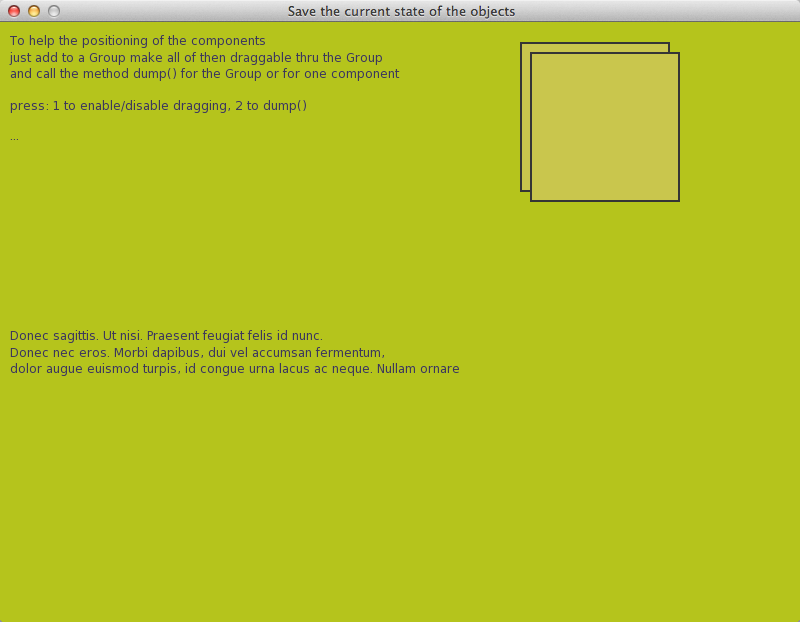 Save the current state of the objects
To help the positioning of the components
just add to a Group make all of then draggable thru the Group
and call the method dump() for the Group or for one component
press: 1 to enable/disable dragging, 2 to dump()
...
Donec sagittis. Ut nisi. Praesent feugiat felis id nunc.
Donec nec eros. Morbi dapibus, dui vel accumsan fermentum,
dolor augue euismod turpis, id congue urna lacus ac neque. Nullam ornare